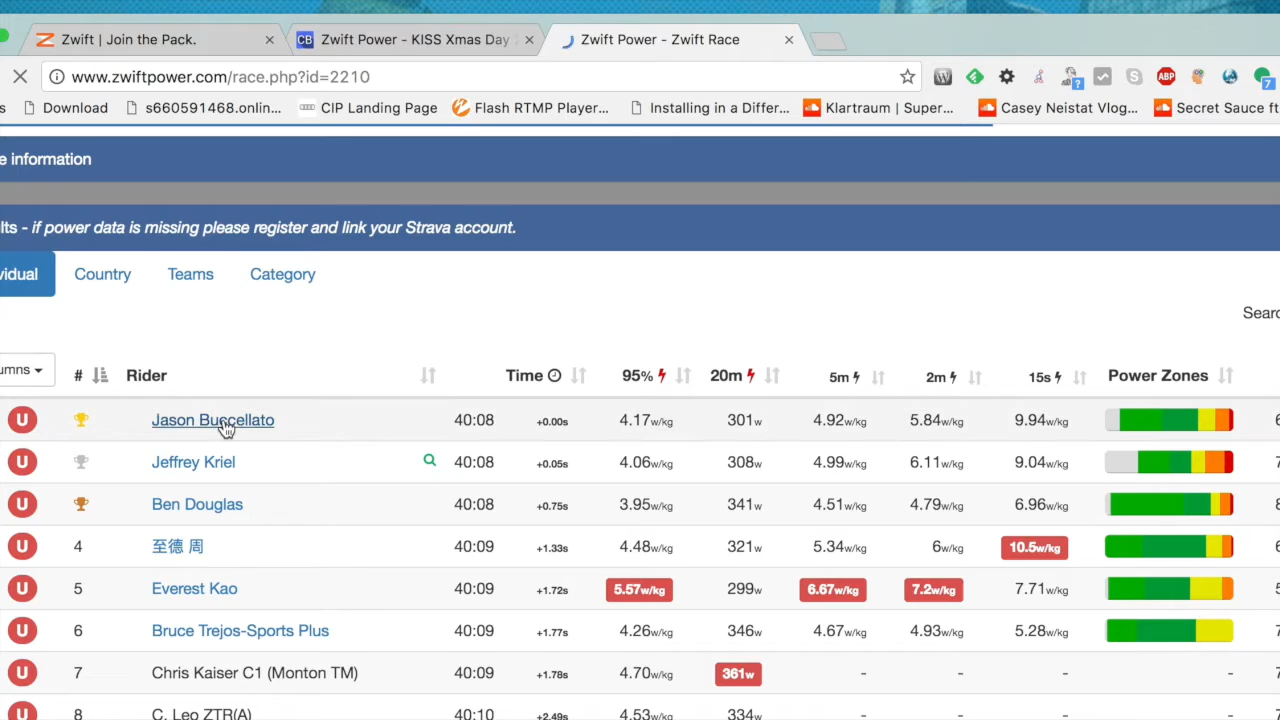 Zwift | Join the Pack.
Zwift Power - KISS Xmas Day
Zwift Power - Zwift Race
www.zwiftpower.com/race.php?id=2210
ABP
?
7
s
Download
s660591468.onlin...
CIP Landing Page
Flash RTMP Player...
Installing in a Differ...
Klartraum | Super...
Casey Neistat Vlog...
Secret Sauce ft
e information
lts - if power data is missing please register and link your Strava account.
vidual Country Teams Category
Searc
umns # Rider Time 95% 20m 5m 2m 15s Power Zones
U Jason Buccellato 40:08 +0.00s 4.17w/kg 301w 4.92w/kg 5.84w/kg 9.94w/kg 6
U Jeffrey Kriel 40:08 +0.05s 4.06w/kg 308w 4.99w/kg 6.11w/kg 9.04w/kg 7
U Ben Douglas 40:08 +0.75s 3.95w/kg 341w 4.51w/kg 4.79w/kg 6.96w/kg 8
U 4 至德 周 40:09 +1.33s 4.48w/kg 321w 5.34w/kg 6w/kg 10.5w/kg 6
U 5 Everest Kao 40:09 +1.72s 5.57w/kg 299w 6.67w/kg 7.2w/kg 7.71w/kg 5
U 6 Bruce Trejos-Sports Plus 40:09 +1.77s 4.26w/kg 346w 4.67w/kg 4.93w/kg 5.28w/kg 7
U 7 Chris Kaiser C1 (Monton TM) 40:09 +1.78s 4.70w/kg 361w - - - - 7
U 8 C. Leo ZTR(A) 40:10 +2.49s 4.53w/kg 334w - - - -